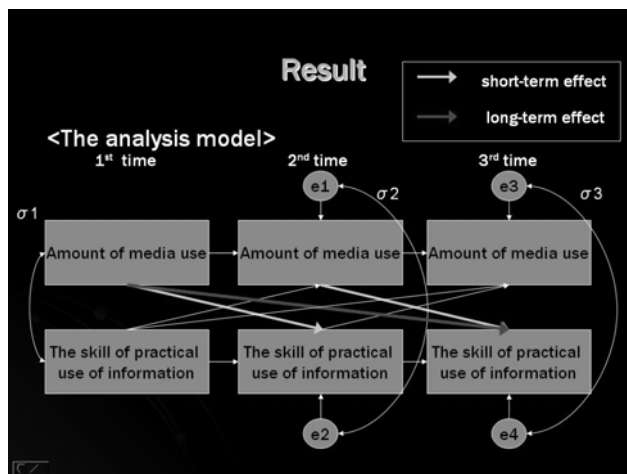 Result
short-term effect
long-term effect
<The analysis model>
1st time
2nd time
3rd time
e1
e3
σ1
σ2
σ3
Amount of media use
Amount of media use
Amount of media use
The skill of practical
use of information
The skill of practical
use of information
The skill of practical
use of information
e2
e4